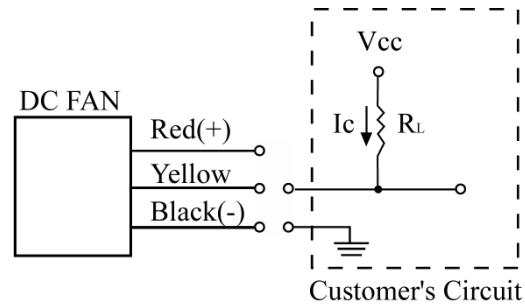 Vcc
DC FAN
Red(+)
Ic
RL
Yellow
Black(-)
Customer's Circuit